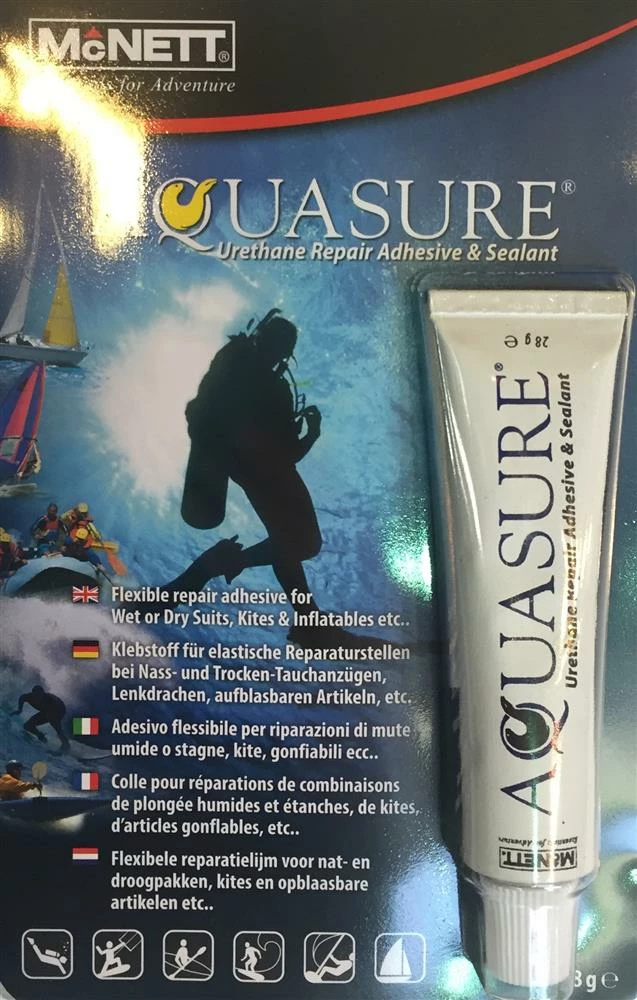 McNETT®
for Adventure
AQUASURE®
Urethane Repair Adhesive & Sealant
28 g ℮
AQUASURE®
Urethane Repair Adhesive & Sealant
McNETT®
Flexible repair adhesive for
Wet or Dry Suits, Kites & Inflatables etc..
Klebstoff für elastische Reparaturstellen
bei Nass- und Trocken-Tauchanzügen,
Lenkdrachen, aufblasbaren Artikeln, etc.
Adesivo flessibile per riparazioni di mute
umide o stagne, kite, gonfiabili ecc..
Colle pour réparations de combinaisons
de plongée humides et étanches, de kites,
d'articles gonflables, etc..
Flexibele reparatielijm voor nat- en
droogpakken, kites en opblaasbare
artikelen etc..
8 g ℮